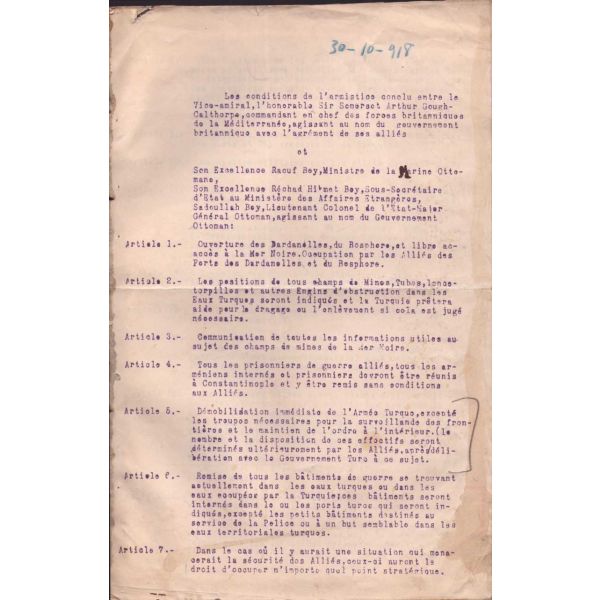 30-10-918
Les conditions de l'armistice conclu entre le
Vice-amiral, l'honorable Sir Somerset Arthur Gough-
Calthorpe, commandant en chef des forces britanniques
de la Méditerranée, agissant au nom du gouvernement
britannique avec l'agrément de ses alliés
et
Son Excellence Raouf Bey, Ministre de la Marine Otto-
mane,
Son Excellence Réchad Hikmet Bey, Sous-Secrétaire
d'Etat au Ministère des Affaires Etrangères,
Sadoullah Bey, Lieutenant Colonel de l'Etat-Major
Général Ottoman, agissant au nom du Gouvernement
Ottoman:
Article 1.- Ouverture des Dardanelles, du Bosphore, et libre ac-
accès à la Mer Noire. Occupation par les Alliés des
Forts des Dardanelles et du Bosphore.
Article 2.- Les positions de tous champs de Mines, Tubes, lance-
torpilles et autres Engins d'obstruction dans les
Eaux Turques seront indiqués et la Turquie prêtera
aide pour le dragage ou l'enlèvement si cela est jugé
nécessaire.
Article 3.- Communication de toutes les informations utiles au
sujet des champs de mines de la Mer Noire.
Article 4.- Tous les prisonniers de guerre alliés, tous les ar-
méniens internés et prisonniers devront être réunis
à Constantinople et y être remis sans conditions
aux Alliés.
Article 5.- Démobilisation immédiate de l'Armée Turque, excepté
les troupes nécessaires pour la surveillande des fron-
tières et le maintien de l'ordre à l'intérieur. (le
nombre et la disposition de ces effectifs seront
déterminés ultérieurement par les Alliés, après déli-
bération avec le Gouvernement Turc à ce sujet.
Article 6.- Remise de tous les bâtiments de guerre se trouvant
actuellement dans les eaux turques ou dans les
eaux occupées par la Turquie; ces bâtiments seront
internés dans le ou les ports turcs qui seront in-
diqués, excepté les petits bâtiments destinés au
service de la Police ou à un but semblable dans les
eaux territoriales turques.
Article 7.- Dans le cas où il y aurait une situation qui mena-
cerait la sécurité des Alliés, ceux-ci auront le
droit d'occuper n'importe quel point stratégique.